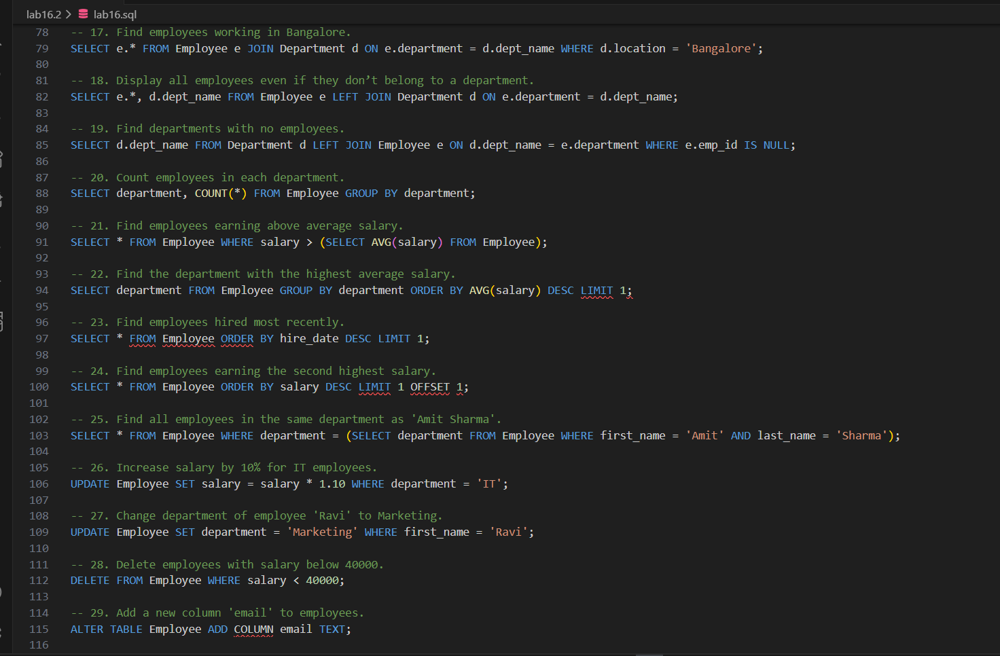 lab16.2 > lab16.sql
78 -- 17. Find employees working in Bangalore.
79 SELECT e.* FROM Employee e JOIN Department d ON e.department = d.dept_name WHERE d.location = 'Bangalore';
80
81 -- 18. Display all employees even if they don’t belong to a department.
82 SELECT e.*, d.dept_name FROM Employee e LEFT JOIN Department d ON e.department = d.dept_name;
83
84 -- 19. Find departments with no employees.
85 SELECT d.dept_name FROM Department d LEFT JOIN Employee e ON d.dept_name = e.department WHERE e.emp_id IS NULL;
86
87 -- 20. Count employees in each department.
88 SELECT department, COUNT(*) FROM Employee GROUP BY department;
89
90 -- 21. Find employees earning above average salary.
91 SELECT * FROM Employee WHERE salary > (SELECT AVG(salary) FROM Employee);
92
93 -- 22. Find the department with the highest average salary.
94 SELECT department FROM Employee GROUP BY department ORDER BY AVG(salary) DESC LIMIT 1;
95
96 -- 23. Find employees hired most recently.
97 SELECT * FROM Employee ORDER BY hire_date DESC LIMIT 1;
98
99 -- 24. Find employees earning the second highest salary.
100 SELECT * FROM Employee ORDER BY salary DESC LIMIT 1 OFFSET 1;
101
102 -- 25. Find all employees in the same department as 'Amit Sharma'.
103 SELECT * FROM Employee WHERE department = (SELECT department FROM Employee WHERE first_name = 'Amit' AND last_name = 'Sharma');
104
105 -- 26. Increase salary by 10% for IT employees.
106 UPDATE Employee SET salary = salary * 1.10 WHERE department = 'IT';
107
108 -- 27. Change department of employee 'Ravi' to Marketing.
109 UPDATE Employee SET department = 'Marketing' WHERE first_name = 'Ravi';
110
111 -- 28. Delete employees with salary below 40000.
112 DELETE FROM Employee WHERE salary < 40000;
113
114 -- 29. Add a new column 'email' to employees.
115 ALTER TABLE Employee ADD COLUMN email TEXT;
116